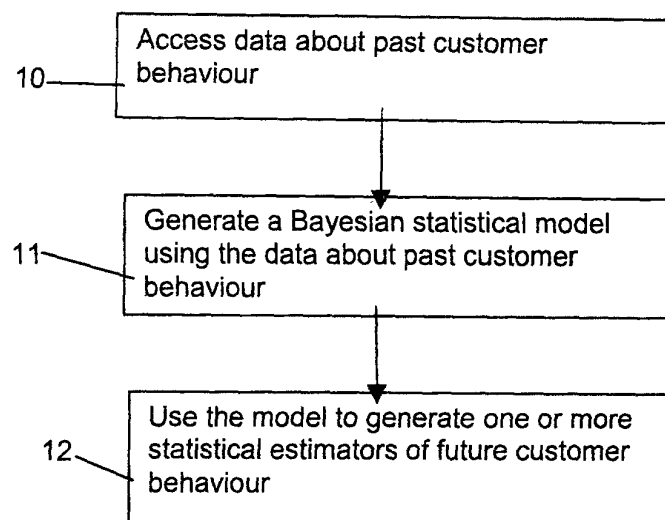 Access data about past customer
behaviour
10
Generate a Bayesian statistical model
using the data about past customer
behaviour
11
Use the model to generate one or more
statistical estimators of future customer
behaviour
12